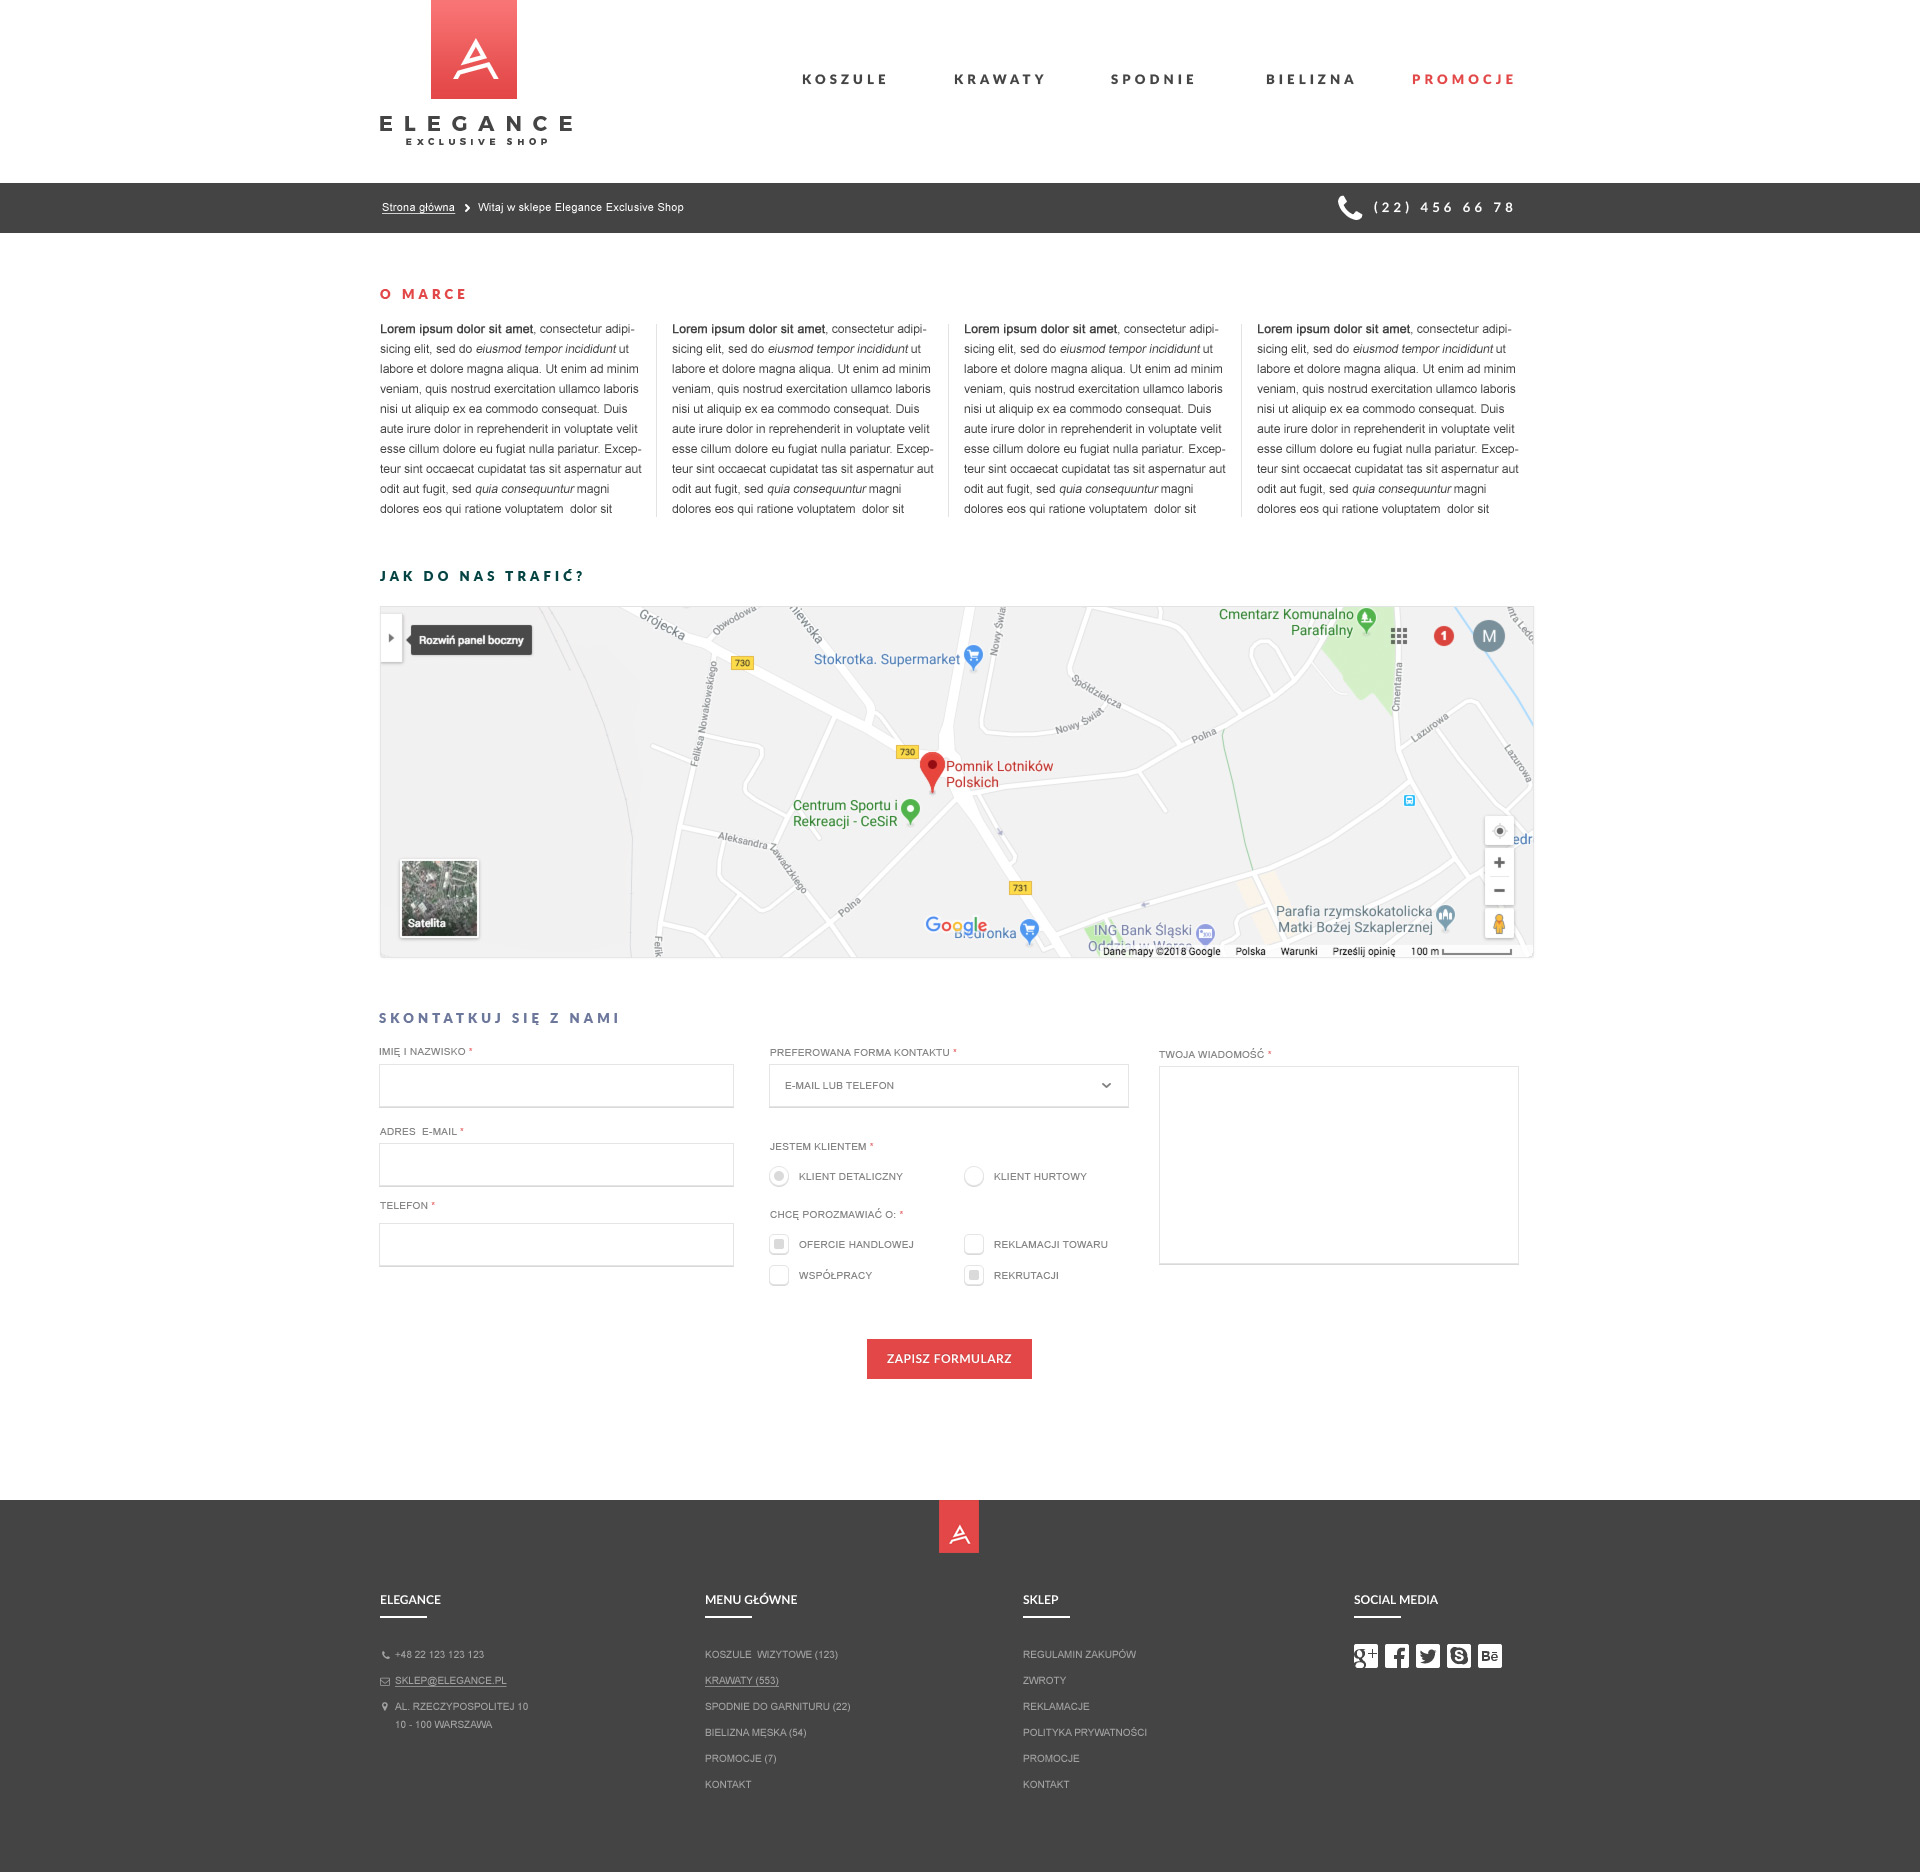 KOSZULE KRAWATY SPODNIE BIELIZNA PROMOCJE
ELEGANCE
EXCLUSIVE SHOP
Strona główna Witaj w sklepe Elegance Exclusive Shop
(22) 456 66 78
O MARCE
Lorem ipsum dolor sit amet, consectetur adipi-
sicing elit, sed do eiusmod tempor incididunt ut
labore et dolore magna aliqua. Ut enim ad minim
veniam, quis nostrud exercitation ullamco laboris
nisi ut aliquip ex ea commodo consequat. Duis
aute irure dolor in reprehenderit in voluptate velit
esse cillum dolore eu fugiat nulla pariatur. Excep-
teur sint occaecat cupidatat tas sit aspernatur aut
odit aut fugit, sed quia consequuntur magni
dolores eos qui ratione voluptatem  dolor sit
Lorem ipsum dolor sit amet, consectetur adipi-
sicing elit, sed do eiusmod tempor incididunt ut
labore et dolore magna aliqua. Ut enim ad minim
veniam, quis nostrud exercitation ullamco laboris
nisi ut aliquip ex ea commodo consequat. Duis
aute irure dolor in reprehenderit in voluptate velit
esse cillum dolore eu fugiat nulla pariatur. Excep-
teur sint occaecat cupidatat tas sit aspernatur aut
odit aut fugit, sed quia consequuntur magni
dolores eos qui ratione voluptatem  dolor sit
Lorem ipsum dolor sit amet, consectetur adipi-
sicing elit, sed do eiusmod tempor incididunt ut
labore et dolore magna aliqua. Ut enim ad minim
veniam, quis nostrud exercitation ullamco laboris
nisi ut aliquip ex ea commodo consequat. Duis
aute irure dolor in reprehenderit in voluptate velit
esse cillum dolore eu fugiat nulla pariatur. Excep-
teur sint occaecat cupidatat tas sit aspernatur aut
odit aut fugit, sed quia consequuntur magni
dolores eos qui ratione voluptatem  dolor sit
Lorem ipsum dolor sit amet, consectetur adipi-
sicing elit, sed do eiusmod tempor incididunt ut
labore et dolore magna aliqua. Ut enim ad minim
veniam, quis nostrud exercitation ullamco laboris
nisi ut aliquip ex ea commodo consequat. Duis
aute irure dolor in reprehenderit in voluptate velit
esse cillum dolore eu fugiat nulla pariatur. Excep-
teur sint occaecat cupidatat tas sit aspernatur aut
odit aut fugit, sed quia consequuntur magni
dolores eos qui ratione voluptatem  dolor sit
JAK DO NAS TRAFIĆ?
Rozwiń panel boczny
Grójecka
Obwodowa
niewska
Nowy Świat
Cmentarz Komunalno
Parafialny
1
M
Stokrotka. Supermarket
730
Feliksa Nowakowskiego
Spółdzielcza
Nowy Świat
Polna
Cmentarna
Lazurowa
Lazurowa
730
Pomnik Lotników
Polskich
Centrum Sportu i
Rekreacji - CeSiR
Aleksandra Zawadzkiego
Polna
731
edr
Satelita
Felik
Google
Biedronka
ING Bank Śląski
Parafia rzymskokatolicka
Matki Bożej Szkaplerznej
Dane mapy ©2018 Google Polska Warunki Prześlij opinię 100 m
SKONTATKUJ SIĘ Z NAMI
IMIĘ I NAZWISKO *
ADRES  E-MAIL *
TELEFON *
PREFEROWANA FORMA KONTAKTU *
E-MAIL LUB TELEFON
JESTEM KLIENTEM *
KLIENT DETALICZNY KLIENT HURTOWY
CHCĘ POROZMAWIAĆ O: *
OFERCIE HANDLOWEJ REKLAMACJI TOWARU
WSPÓŁPRACY REKRUTACJI
TWOJA WIADOMOŚĆ *
ZAPISZ FORMULARZ
ELEGANCE
+48 22 123 123 123
SKLEP@ELEGANCE.PL
AL. RZECZYPOSPOLITEJ 10
10 - 100 WARSZAWA
MENU GŁÓWNE
KOSZULE  WIZYTOWE (123)
KRAWATY (553)
SPODNIE DO GARNITURU (22)
BIELIZNA MĘSKA (54)
PROMOCJE (7)
KONTAKT
SKLEP
REGULAMIN ZAKUPÓW
ZWROTY
REKLAMACJE
POLITYKA PRYWATNOŚCI
PROMOCJE
KONTAKT
SOCIAL MEDIA